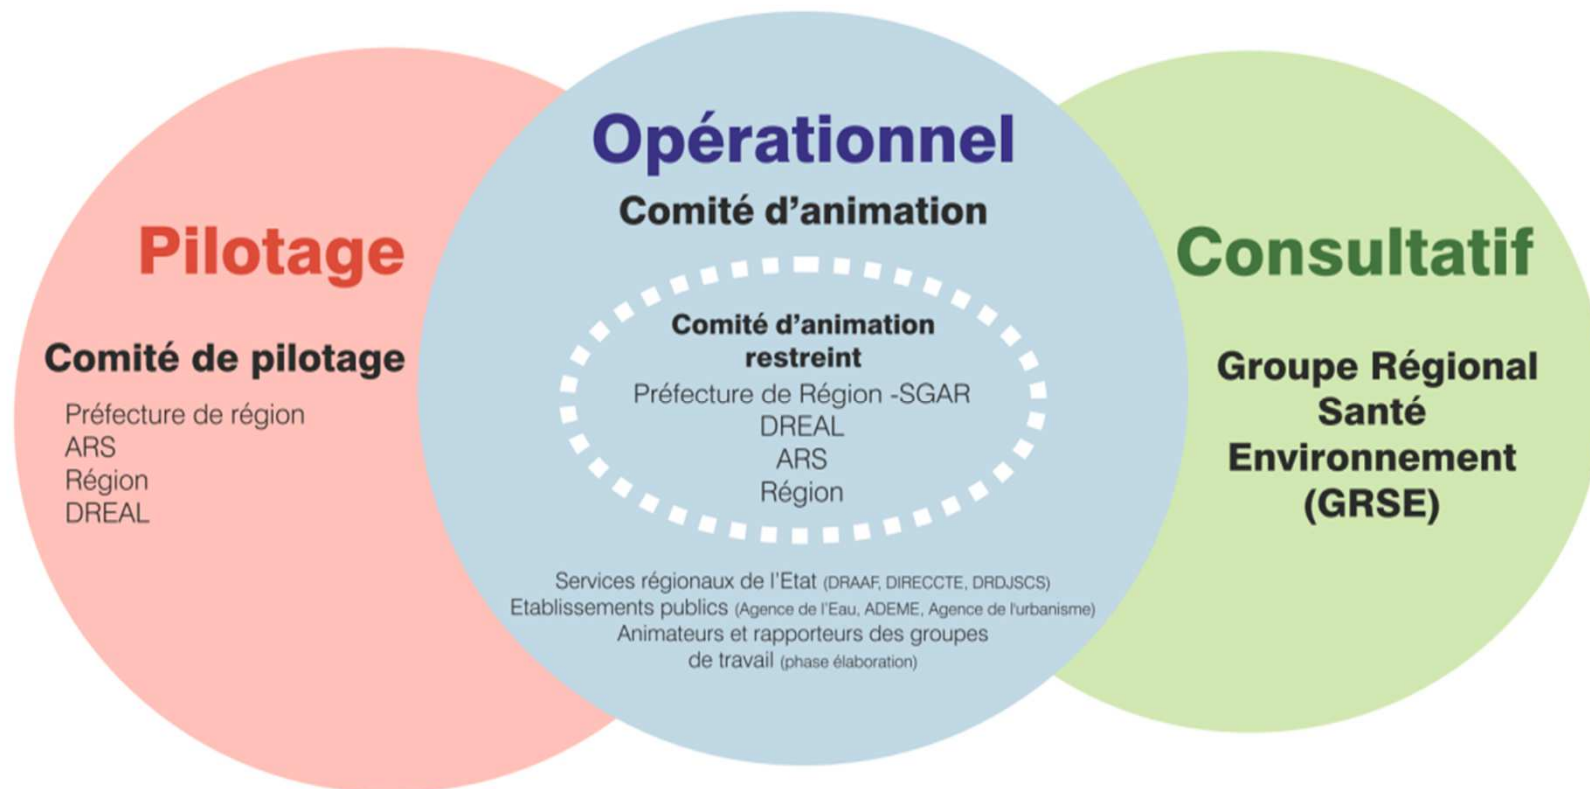 Pilotage
Comité de pilotage
Préfecture de région
ARS
Région
DREAL
Opérationnel
Comité d'animation
Comité d'animation
restreint
Préfecture de Région -SGAR
DREAL
ARS
Région
Services régionaux de l'Etat (DRAAF, DIRECCTE, DRDJSCS)
Etablissements publics (Agence de l'Eau, ADEME, Agence de l'urbanisme)
Animateurs et rapporteurs des groupes
de travail (phase élaboration)
Consultatif
Groupe Régional
Santé
Environnement
(GRSE)